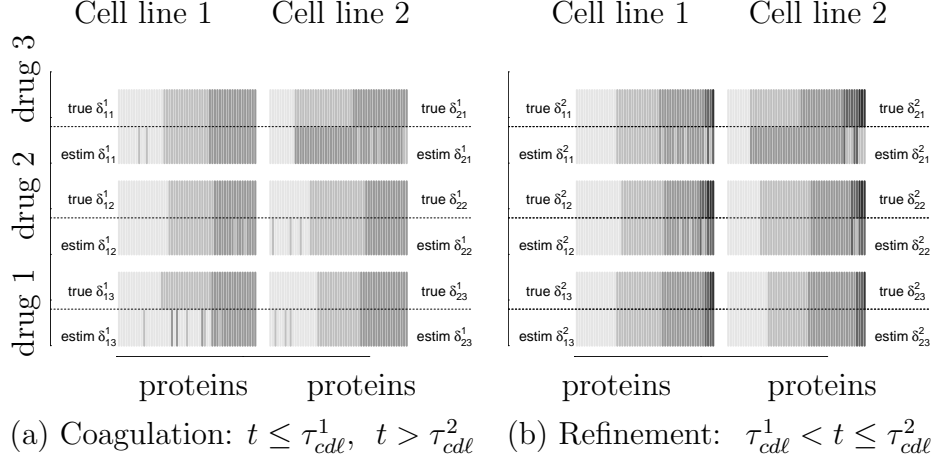 Cell line 1 Cell line 2 Cell line 1 Cell line 2
drug 3
true δ¹₁₁ true δ¹₂₁ true δ²₁₁ true δ²₂₁
estim δ¹₁₁ estim δ¹₂₁ estim δ²₁₁ estim δ²₂₁
drug 2
true δ¹₁₂ true δ¹₂₂ true δ²₁₂ true δ²₂₂
estim δ¹₁₂ estim δ¹₂₂ estim δ²₁₂ estim δ²₂₂
drug 1
true δ¹₁₃ true δ¹₂₃ true δ²₁₃ true δ²₂₃
estim δ¹₁₃ estim δ¹₂₃ estim δ²₁₃ estim δ²₂₃
proteins proteins proteins proteins
(a) Coagulation: t ≤ τ¹_{cdℓ}, t > τ²_{cdℓ} (b) Refinement: τ¹_{cdℓ} < t ≤ τ²_{cdℓ}